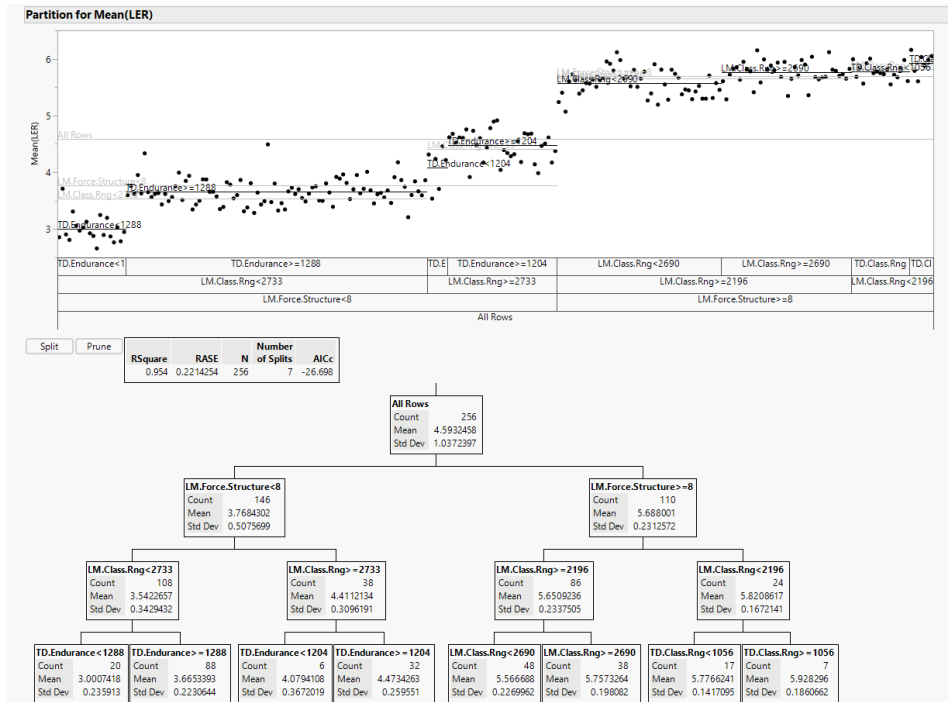 Partition for Mean(LER)
6
5
4
3
Mean(LER)
All Rows
LM.Force.Structure<8
TD.Endurance<1288
TD.Endurance>=1288
TD.Endurance<1204
TD.Endurance>=1204
LM.Class.Rng<2690
LM.Class.Rng>=2690
TD.Class.Rng<1056
TD.Endurance<1 TD.Endurance>=1288 TD.E TD.Endurance>=1204 LM.Class.Rng<2690 LM.Class.Rng>=2690 TD.Class.Rng TD.Cl
LM.Class.Rng<2733 LM.Class.Rng>=2733 LM.Class.Rng>=2196 LM.Class.Rng<2196
LM.Force.Structure<8 LM.Force.Structure>=8
All Rows
Split Prune
Number
RSquare RASE N of Splits AICc
0.954 0.2214254 256 7 -26.698
All Rows
Count 256
Mean 4.5932458
Std Dev 1.0372397
LM.Force.Structure<8
Count 146
Mean 3.7684302
Std Dev 0.5075699
LM.Force.Structure>=8
Count 110
Mean 5.688001
Std Dev 0.2312572
LM.Class.Rng<2733
Count 108
Mean 3.5422657
Std Dev 0.3429432
LM.Class.Rng>=2733
Count 38
Mean 4.4112134
Std Dev 0.3096191
LM.Class.Rng>=2196
Count 86
Mean 5.6509236
Std Dev 0.2337505
LM.Class.Rng<2196
Count 24
Mean 5.8208617
Std Dev 0.1672141
TD.Endurance<1288
Count 20
Mean 3.0007418
Std Dev 0.235913
TD.Endurance>=1288
Count 88
Mean 3.6653393
Std Dev 0.2230644
TD.Endurance<1204
Count 6
Mean 4.0794108
Std Dev 0.3672019
TD.Endurance>=1204
Count 32
Mean 4.4734263
Std Dev 0.259551
LM.Class.Rng<2690
Count 48
Mean 5.566688
Std Dev 0.2269962
LM.Class.Rng>=2690
Count 38
Mean 5.7573264
Std Dev 0.198082
TD.Class.Rng<1056
Count 17
Mean 5.7766241
Std Dev 0.1417095
TD.Class.Rng>=1056
Count 7
Mean 5.928296
Std Dev 0.1860662